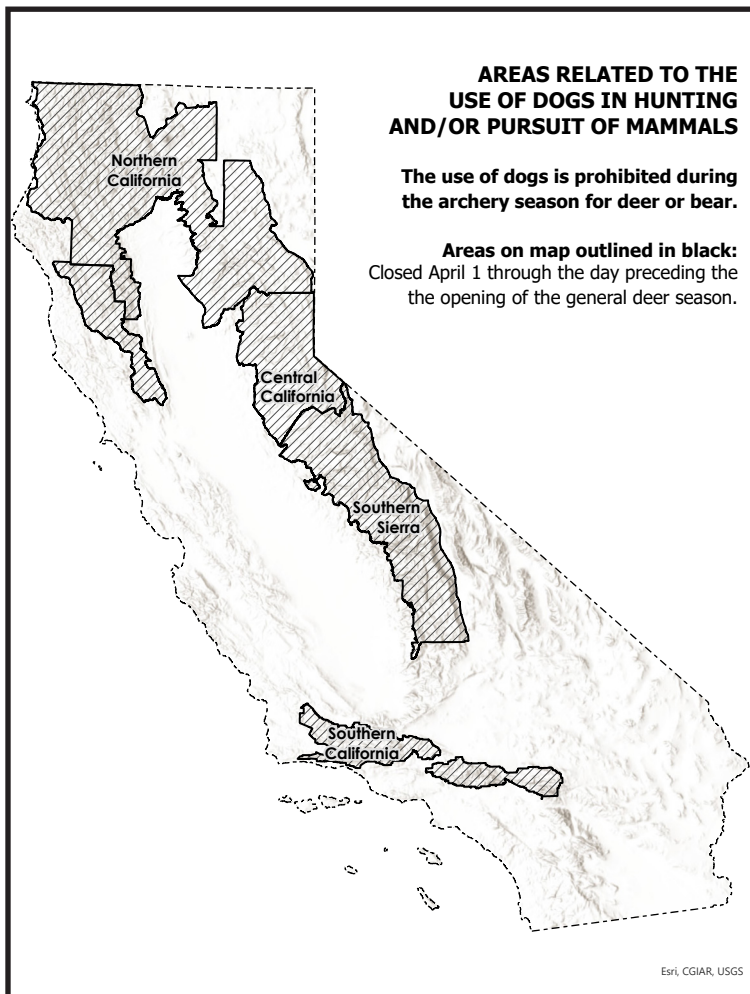 AREAS RELATED TO THE
USE OF DOGS IN HUNTING
AND/OR PURSUIT OF MAMMALS
The use of dogs is prohibited during
the archery season for deer or bear.
Areas on map outlined in black:
Closed April 1 through the day preceding the
the opening of the general deer season.
Northern
California
Central
California
Southern
Sierra
Southern
California
Esri, CGIAR, USGS